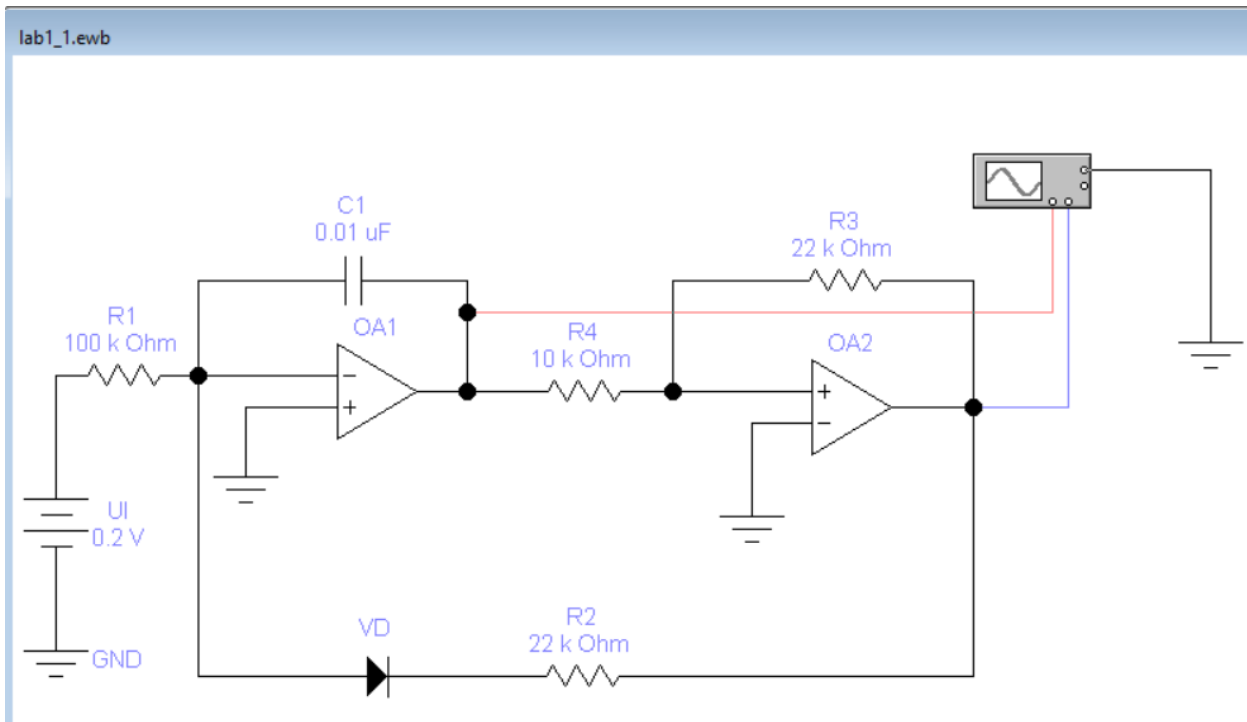 lab1_1.ewb
C1
0.01 uF
R3
22 k Ohm
R1
100 k Ohm
OA1
R4
10 k Ohm
OA2
UI
0.2 V
GND
VD
R2
22 k Ohm